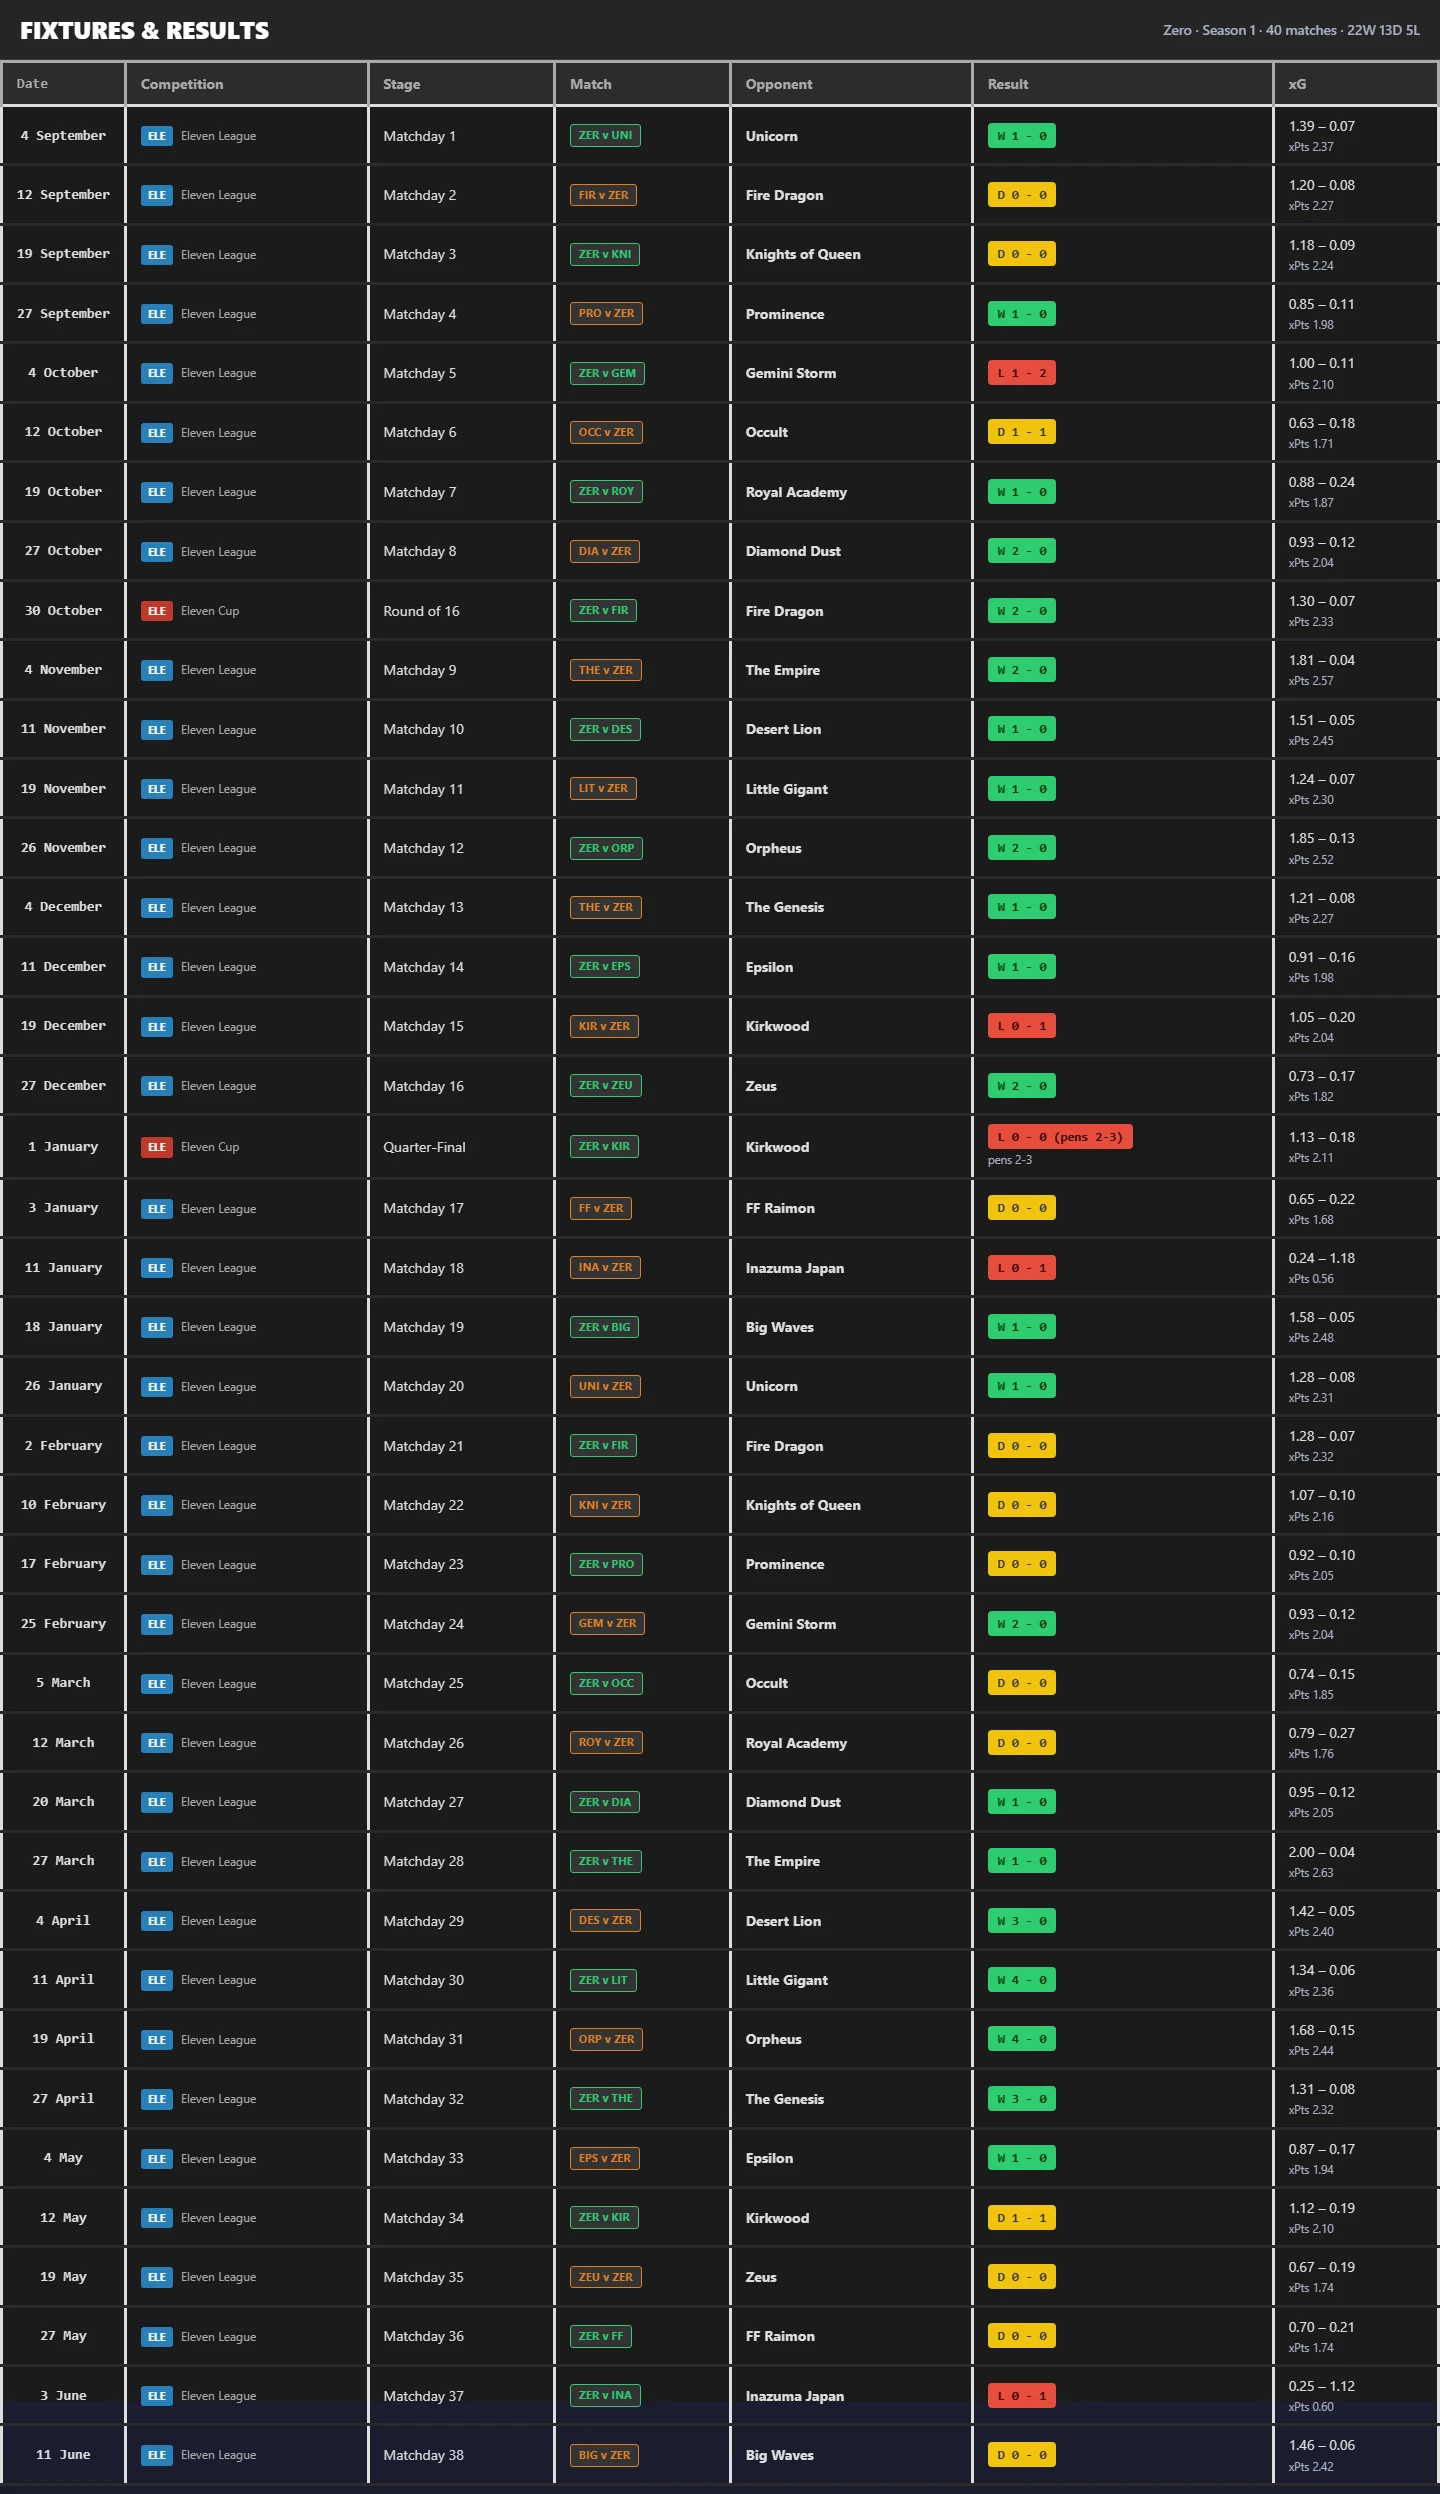 FIXTURES & RESULTS
Zero · Season 1 · 40 matches · 22W 13D 5L
Date Competition Stage Match Opponent Result xG
4 September ELE Eleven League Matchday 1 ZER v UNI Unicorn W 1 - 0 1.39 – 0.07
xPts 2.37
12 September ELE Eleven League Matchday 2 FIR v ZER Fire Dragon D 0 - 0 1.20 – 0.08
xPts 2.27
19 September ELE Eleven League Matchday 3 ZER v KNI Knights of Queen D 0 - 0 1.18 – 0.09
xPts 2.24
27 September ELE Eleven League Matchday 4 PRO v ZER Prominence W 1 - 0 0.85 – 0.11
xPts 1.98
4 October ELE Eleven League Matchday 5 ZER v GEM Gemini Storm L 1 - 2 1.00 – 0.11
xPts 2.10
12 October ELE Eleven League Matchday 6 OCC v ZER Occult D 1 - 1 0.63 – 0.18
xPts 1.71
19 October ELE Eleven League Matchday 7 ZER v ROY Royal Academy W 1 - 0 0.88 – 0.24
xPts 1.87
27 October ELE Eleven League Matchday 8 DIA v ZER Diamond Dust W 2 - 0 0.93 – 0.12
xPts 2.04
30 October ELE Eleven Cup Round of 16 ZER v FIR Fire Dragon W 2 - 0 1.30 – 0.07
xPts 2.33
4 November ELE Eleven League Matchday 9 THE v ZER The Empire W 2 - 0 1.81 – 0.04
xPts 2.57
11 November ELE Eleven League Matchday 10 ZER v DES Desert Lion W 1 - 0 1.51 – 0.05
xPts 2.45
19 November ELE Eleven League Matchday 11 LIT v ZER Little Gigant W 1 - 0 1.24 – 0.07
xPts 2.30
26 November ELE Eleven League Matchday 12 ZER v ORP Orpheus W 2 - 0 1.85 – 0.13
xPts 2.52
4 December ELE Eleven League Matchday 13 THE v ZER The Genesis W 1 - 0 1.21 – 0.08
xPts 2.27
11 December ELE Eleven League Matchday 14 ZER v EPS Epsilon W 1 - 0 0.91 – 0.16
xPts 1.98
19 December ELE Eleven League Matchday 15 KIR v ZER Kirkwood L 0 - 1 1.05 – 0.20
xPts 2.04
27 December ELE Eleven League Matchday 16 ZER v ZEU Zeus W 2 - 0 0.73 – 0.17
xPts 1.82
1 January ELE Eleven Cup Quarter-Final ZER v KIR Kirkwood L 0 - 0 (pens 2-3) 1.13 – 0.18
pens 2-3 xPts 2.11
3 January ELE Eleven League Matchday 17 FF v ZER FF Raimon D 0 - 0 0.65 – 0.22
xPts 1.68
11 January ELE Eleven League Matchday 18 INA v ZER Inazuma Japan L 0 - 1 0.24 – 1.18
xPts 0.56
18 January ELE Eleven League Matchday 19 ZER v BIG Big Waves W 1 - 0 1.58 – 0.05
xPts 2.48
26 January ELE Eleven League Matchday 20 UNI v ZER Unicorn W 1 - 0 1.28 – 0.08
xPts 2.31
2 February ELE Eleven League Matchday 21 ZER v FIR Fire Dragon D 0 - 0 1.28 – 0.07
xPts 2.32
10 February ELE Eleven League Matchday 22 KNI v ZER Knights of Queen D 0 - 0 1.07 – 0.10
xPts 2.16
17 February ELE Eleven League Matchday 23 ZER v PRO Prominence D 0 - 0 0.92 – 0.10
xPts 2.05
25 February ELE Eleven League Matchday 24 GEM v ZER Gemini Storm W 2 - 0 0.93 – 0.12
xPts 2.04
5 March ELE Eleven League Matchday 25 ZER v OCC Occult D 0 - 0 0.74 – 0.15
xPts 1.85
12 March ELE Eleven League Matchday 26 ROY v ZER Royal Academy D 0 - 0 0.79 – 0.27
xPts 1.76
20 March ELE Eleven League Matchday 27 ZER v DIA Diamond Dust W 1 - 0 0.95 – 0.12
xPts 2.05
27 March ELE Eleven League Matchday 28 ZER v THE The Empire W 1 - 0 2.00 – 0.04
xPts 2.63
4 April ELE Eleven League Matchday 29 DES v ZER Desert Lion W 3 - 0 1.42 – 0.05
xPts 2.40
11 April ELE Eleven League Matchday 30 ZER v LIT Little Gigant W 4 - 0 1.34 – 0.06
xPts 2.36
19 April ELE Eleven League Matchday 31 ORP v ZER Orpheus W 4 - 0 1.68 – 0.15
xPts 2.44
27 April ELE Eleven League Matchday 32 ZER v THE The Genesis W 3 - 0 1.31 – 0.08
xPts 2.32
4 May ELE Eleven League Matchday 33 EPS v ZER Epsilon W 1 - 0 0.87 – 0.17
xPts 1.94
12 May ELE Eleven League Matchday 34 ZER v KIR Kirkwood D 1 - 1 1.12 – 0.19
xPts 2.10
19 May ELE Eleven League Matchday 35 ZEU v ZER Zeus D 0 - 0 0.67 – 0.19
xPts 1.74
27 May ELE Eleven League Matchday 36 ZER v FF FF Raimon D 0 - 0 0.70 – 0.21
xPts 1.74
3 June ELE Eleven League Matchday 37 ZER v INA Inazuma Japan L 0 - 1 0.25 – 1.12
xPts 0.60
11 June ELE Eleven League Matchday 38 BIG v ZER Big Waves D 0 - 0 1.46 – 0.06
xPts 2.42